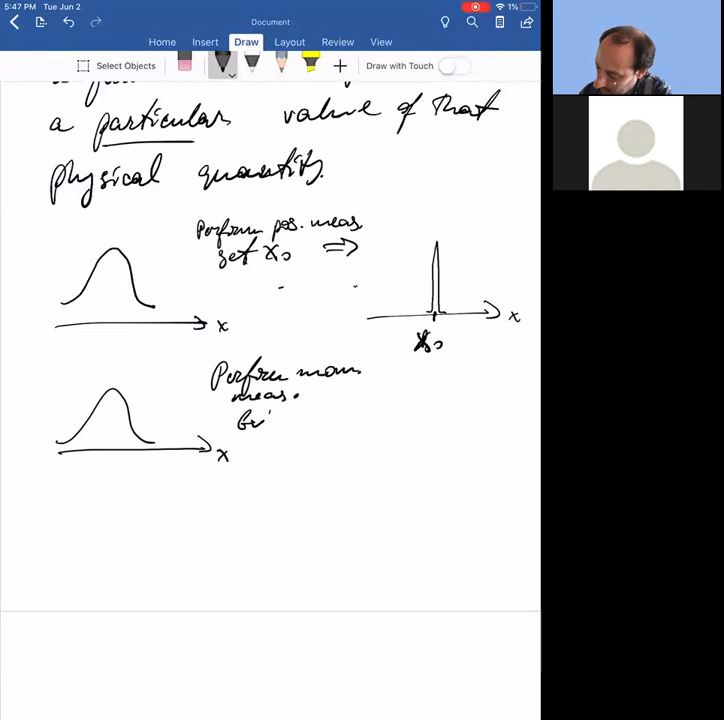 5:47 PM Tue Jun 2
1%
Document
Home Insert Draw Layout Review View
Select Objects
Draw with Touch
a particular value of that
physical quantity.
Perform pos. meas.
get x₀ ⇒
x
x
x₀
Perform mom
meas.
x